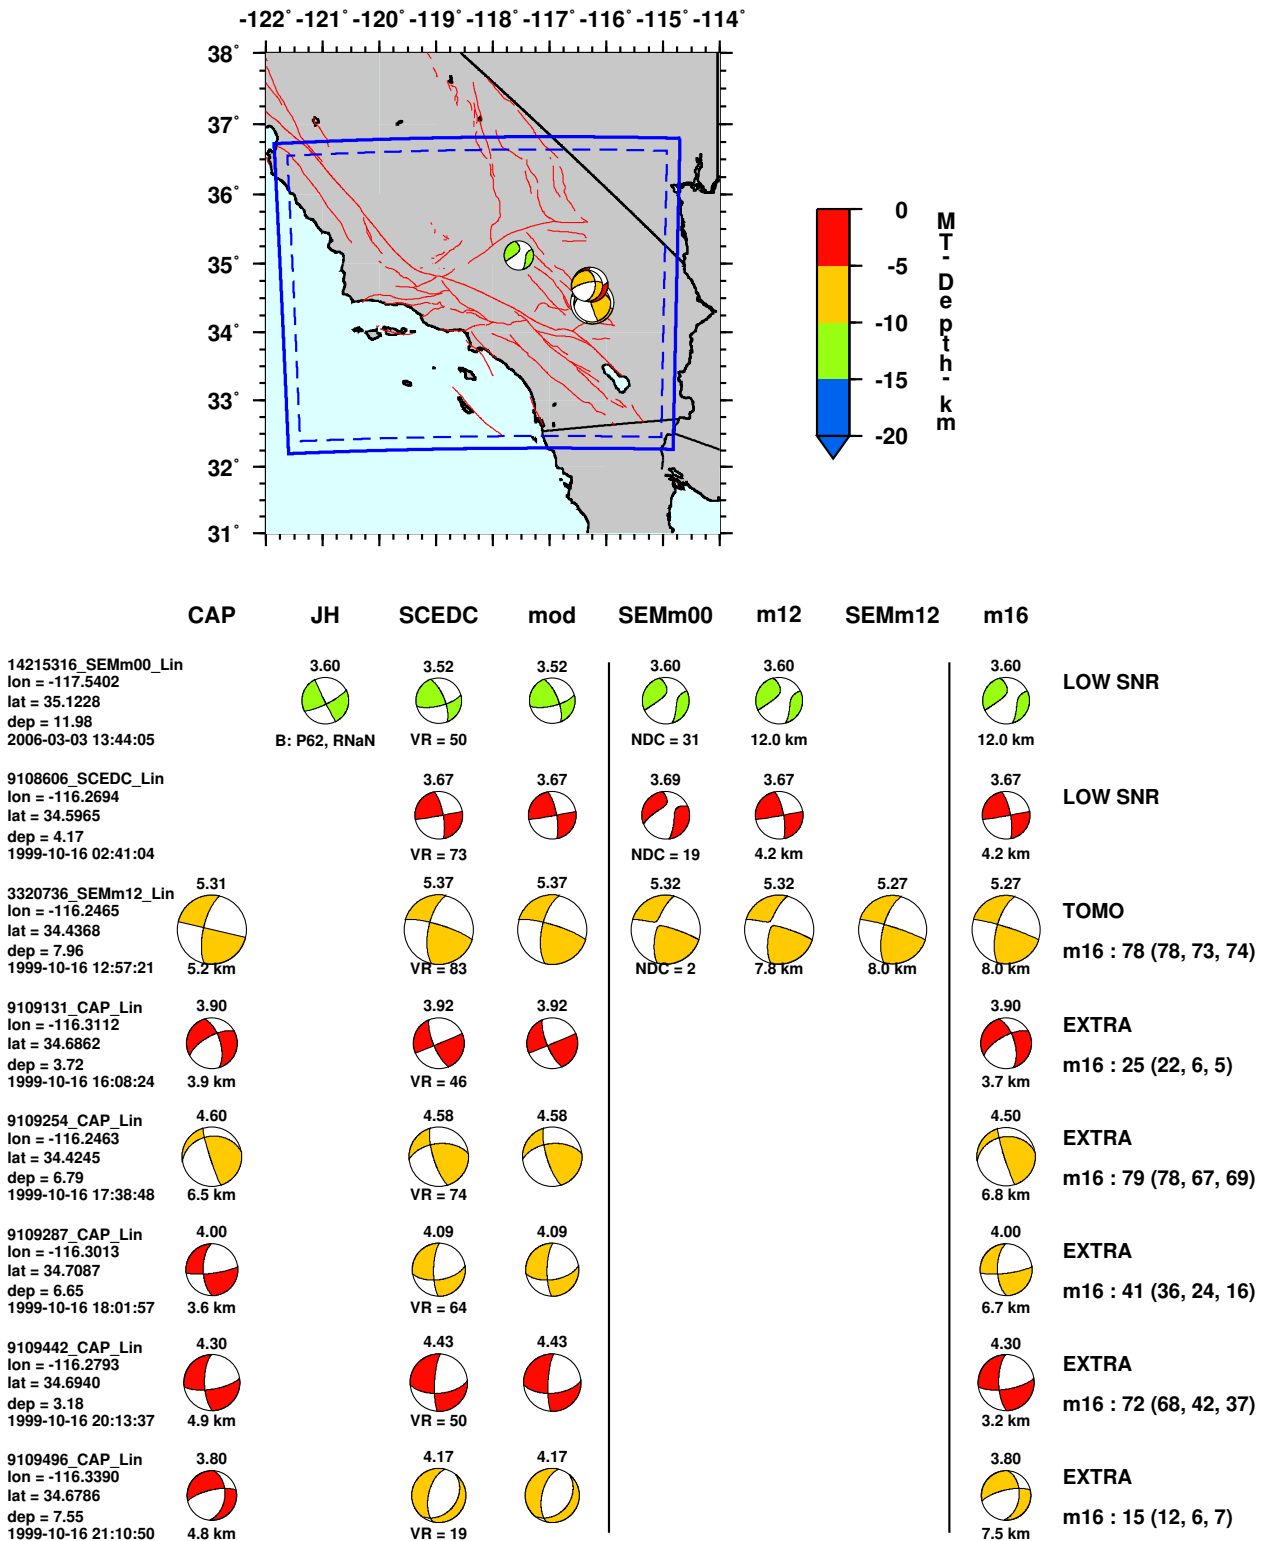 -122° -121° -120° -119° -118° -117° -116° -115° -114°
38°
37°
36°
35°
34°
33°
32°
31°
0
-5
-10
-15
-20
MT-Depth-km
CAP JH SCEDC mod SEMm00 m12 SEMm12 m16
14215316_SEMm00_Lin
lon = -117.5402
lat = 35.1228
dep = 11.98
2006-03-03 13:44:05
3.60 3.52 3.52 3.60 3.60 3.60
B: P62, RNaN VR = 50 NDC = 31 12.0 km 12.0 km
LOW SNR
9108606_SCEDC_Lin
lon = -116.2694
lat = 34.5965
dep = 4.17
1999-10-16 02:41:04
3.67 3.67 3.69 3.67 3.67
VR = 73 NDC = 19 4.2 km 4.2 km
LOW SNR
3320736_SEMm12_Lin
lon = -116.2465
lat = 34.4368
dep = 7.96
1999-10-16 12:57:21
5.31 5.37 5.37 5.32 5.32 5.27 5.27
5.2 km VR = 83 NDC = 2 7.8 km 8.0 km 8.0 km
TOMO
m16 : 78 (78, 73, 74)
9109131_CAP_Lin
lon = -116.3112
lat = 34.6862
dep = 3.72
1999-10-16 16:08:24
3.90 3.92 3.92 3.90
3.9 km VR = 46 3.7 km
EXTRA
m16 : 25 (22, 6, 5)
9109254_CAP_Lin
lon = -116.2463
lat = 34.4245
dep = 6.79
1999-10-16 17:38:48
4.60 4.58 4.58 4.50
6.5 km VR = 74 6.8 km
EXTRA
m16 : 79 (78, 67, 69)
9109287_CAP_Lin
lon = -116.3013
lat = 34.7087
dep = 6.65
1999-10-16 18:01:57
4.00 4.09 4.09 4.00
3.6 km VR = 64 6.7 km
EXTRA
m16 : 41 (36, 24, 16)
9109442_CAP_Lin
lon = -116.2793
lat = 34.6940
dep = 3.18
1999-10-16 20:13:37
4.30 4.43 4.43 4.30
4.9 km VR = 50 3.2 km
EXTRA
m16 : 72 (68, 42, 37)
9109496_CAP_Lin
lon = -116.3390
lat = 34.6786
dep = 7.55
1999-10-16 21:10:50
3.80 4.17 4.17 3.80
4.8 km VR = 19 7.5 km
EXTRA
m16 : 15 (12, 6, 7)